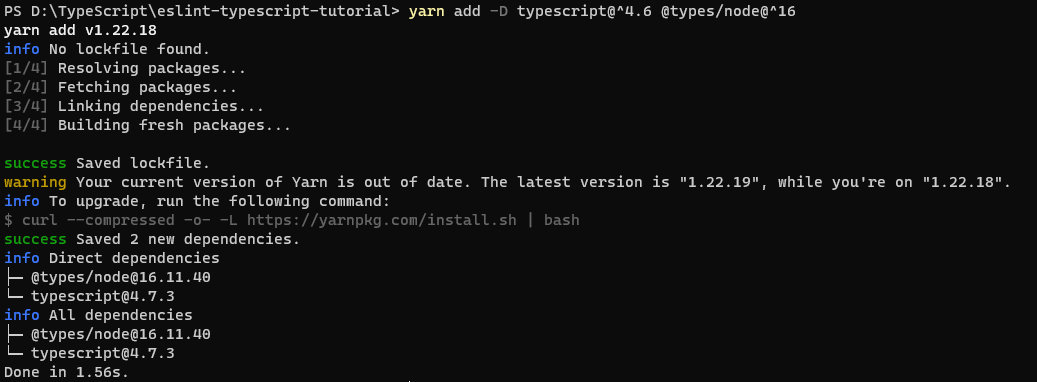 PS D:\TypeScript\eslint-typescript-tutorial> yarn add -D typescript@^4.6 @types/node@^16
yarn add v1.22.18
info No lockfile found.
[1/4] Resolving packages...
[2/4] Fetching packages...
[3/4] Linking dependencies...
[4/4] Building fresh packages...
success Saved lockfile.
warning Your current version of Yarn is out of date. The latest version is "1.22.19", while you're on "1.22.18".
info To upgrade, run the following command:
$ curl --compressed -o- -L https://yarnpkg.com/install.sh | bash
success Saved 2 new dependencies.
info Direct dependencies
├─ @types/node@16.11.40
└─ typescript@4.7.3
info All dependencies
├─ @types/node@16.11.40
└─ typescript@4.7.3
Done in 1.56s.